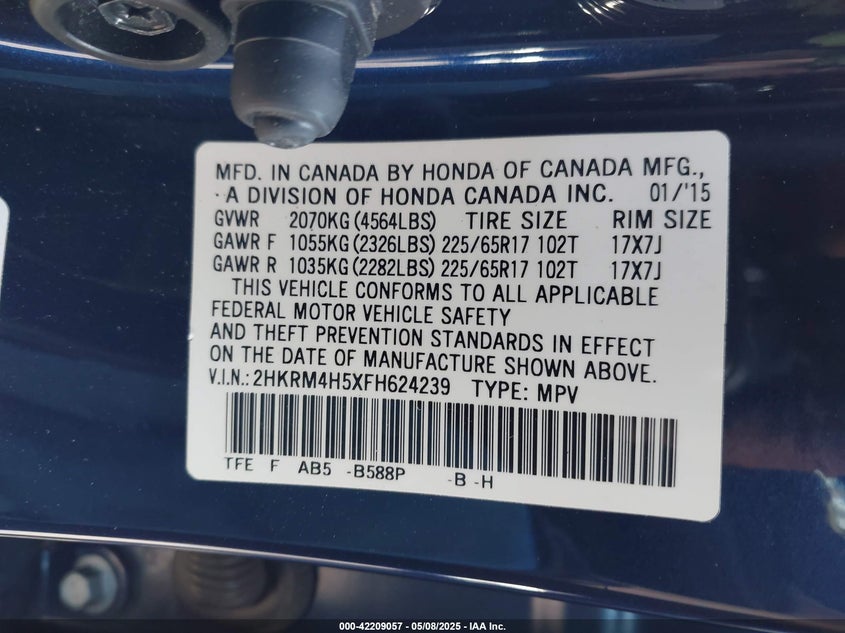 MFD. IN CANADA BY HONDA OF CANADA MFG.,
A DIVISION OF HONDA CANADA INC. 01/'15
GVWR 2070KG (4564LBS) TIRE SIZE RIM SIZE
GAWR F 1055KG (2326LBS) 225/65R17 102T 17X7J
GAWR R 1035KG (2282LBS) 225/65R17 102T 17X7J
THIS VEHICLE CONFORMS TO ALL APPLICABLE
FEDERAL MOTOR VEHICLE SAFETY
AND THEFT PREVENTION STANDARDS IN EFFECT
ON THE DATE OF MANUFACTURE SHOWN ABOVE.
V.I.N.: 2HKRM4H5XFH624239 TYPE: MPV
TFE F AB5 -B588P -B -H
000-42209057 - 05/08/2025 - IAA Inc.